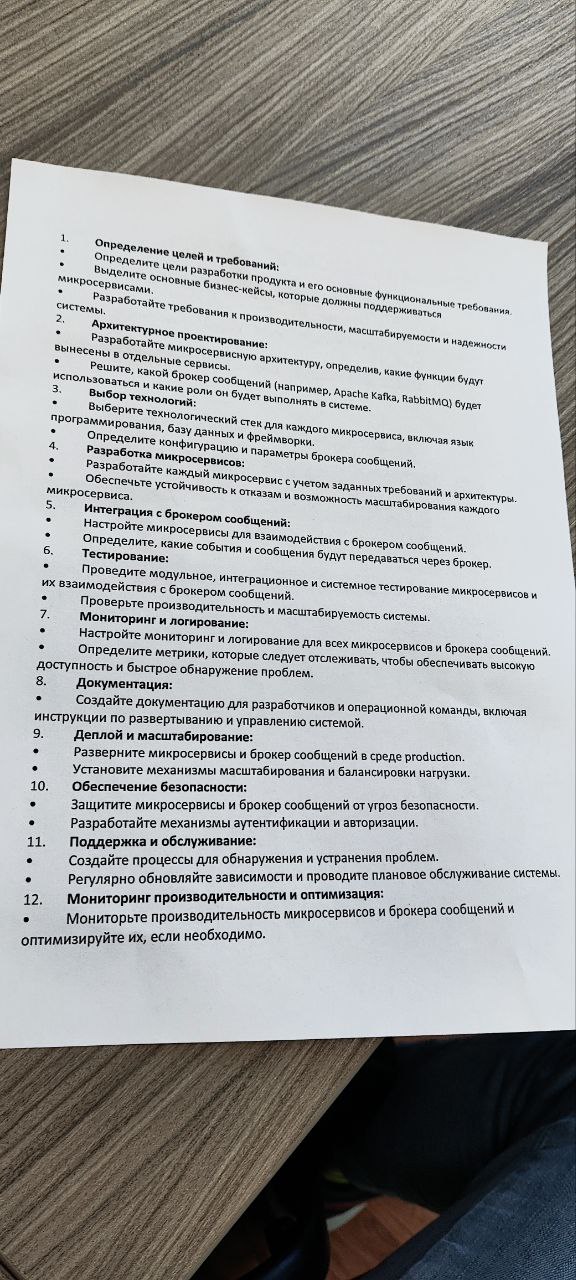 1. Определение целей и требований:
• Определите цели разработки продукта и его основные функциональные требования.
• Выделите основные бизнес-кейсы, которые должны поддерживаться
микросервисами.
• Разработайте требования к производительности, масштабируемости и надежности
системы.
2. Архитектурное проектирование:
• Разработайте микросервисную архитектуру, определив, какие функции будут
вынесены в отдельные сервисы.
• Решите, какой брокер сообщений (например, Apache Kafka, RabbitMQ) будет
использоваться и какие роли он будет выполнять в системе.
3. Выбор технологий:
• Выберите технологический стек для каждого микросервиса, включая язык
программирования, базу данных и фреймворки.
• Определите конфигурацию и параметры брокера сообщений.
4. Разработка микросервисов:
• Разработайте каждый микросервис с учетом заданных требований и архитектуры.
• Обеспечьте устойчивость к отказам и возможность масштабирования каждого
микросервиса.
5. Интеграция с брокером сообщений:
• Настройте микросервисы для взаимодействия с брокером сообщений.
• Определите, какие события и сообщения будут передаваться через брокер.
6. Тестирование:
• Проведите модульное, интеграционное и системное тестирование микросервисов и
их взаимодействия с брокером сообщений.
• Проверьте производительность и масштабируемость системы.
7. Мониторинг и логирование:
• Настройте мониторинг и логирование для всех микросервисов и брокера сообщений.
• Определите метрики, которые следует отслеживать, чтобы обеспечивать высокую
доступность и быстрое обнаружение проблем.
8. Документация:
• Создайте документацию для разработчиков и операционной команды, включая
инструкции по развертыванию и управлению системой.
9. Деплой и масштабирование:
• Разверните микросервисы и брокер сообщений в среде production.
• Установите механизмы масштабирования и балансировки нагрузки.
10. Обеспечение безопасности:
• Защитите микросервисы и брокер сообщений от угроз безопасности.
• Разработайте механизмы аутентификации и авторизации.
11. Поддержка и обслуживание:
• Создайте процессы для обнаружения и устранения проблем.
• Регулярно обновляйте зависимости и проводите плановое обслуживание системы.
12. Мониторинг производительности и оптимизация:
• Мониторьте производительность микросервисов и брокера сообщений и
оптимизируйте их, если необходимо.